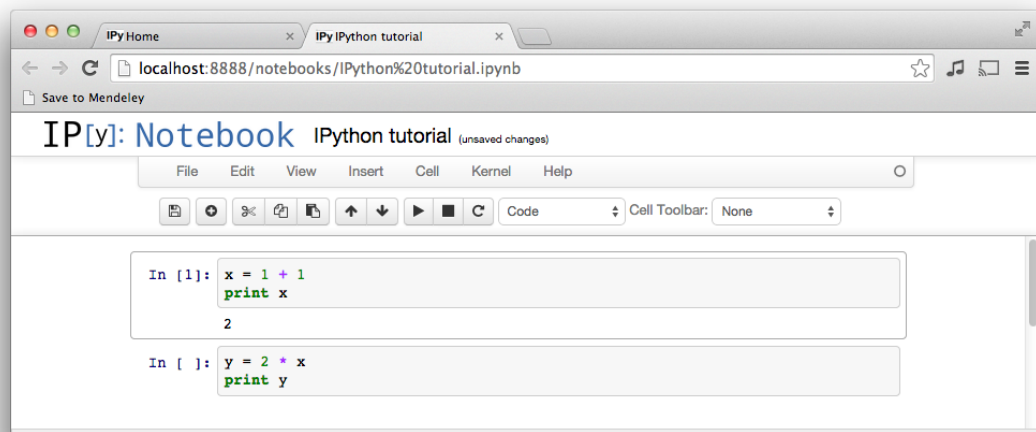 IPy Home × IPy IPython tutorial ×
localhost:8888/notebooks/IPython%20tutorial.ipynb
Save to Mendeley
IP[y]: Notebook IPython tutorial (unsaved changes)
File Edit View Insert Cell Kernel Help
Code Cell Toolbar: None
In [1]: x = 1 + 1
print x
2
In [ ]: y = 2 * x
print y